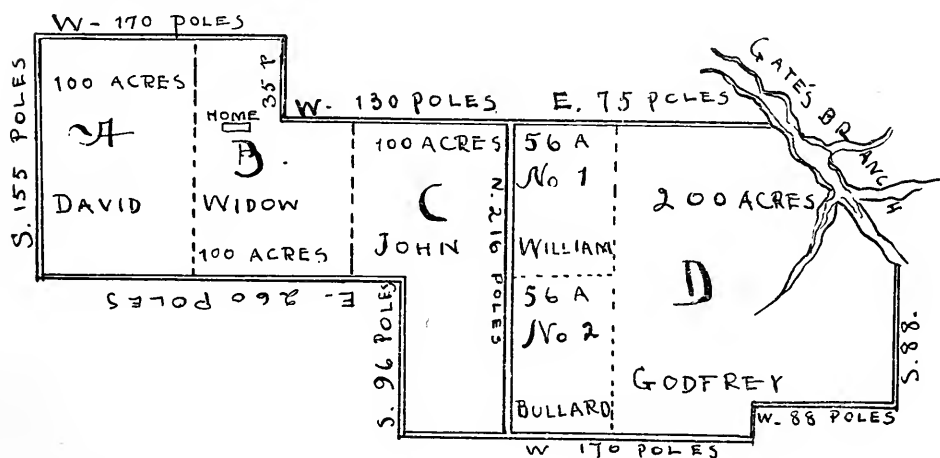 W- 170 POLES
S. 155 POLES
100 ACRES
A
DAVID
35 P
HOME
B.
WIDOW
100 ACRES
E. 260 POLES
W- 130 POLES
100 ACRES
C
JOHN
S. 96 POLES
N. 216 POLES
E. 75 POLES
56 A
No 1
WILLIAM
56 A
No 2
BULLARD
GATE'S BRANCH
200 ACRES
D
GODFREY
S. 88.
W. 88 POLES
W 170 POLES